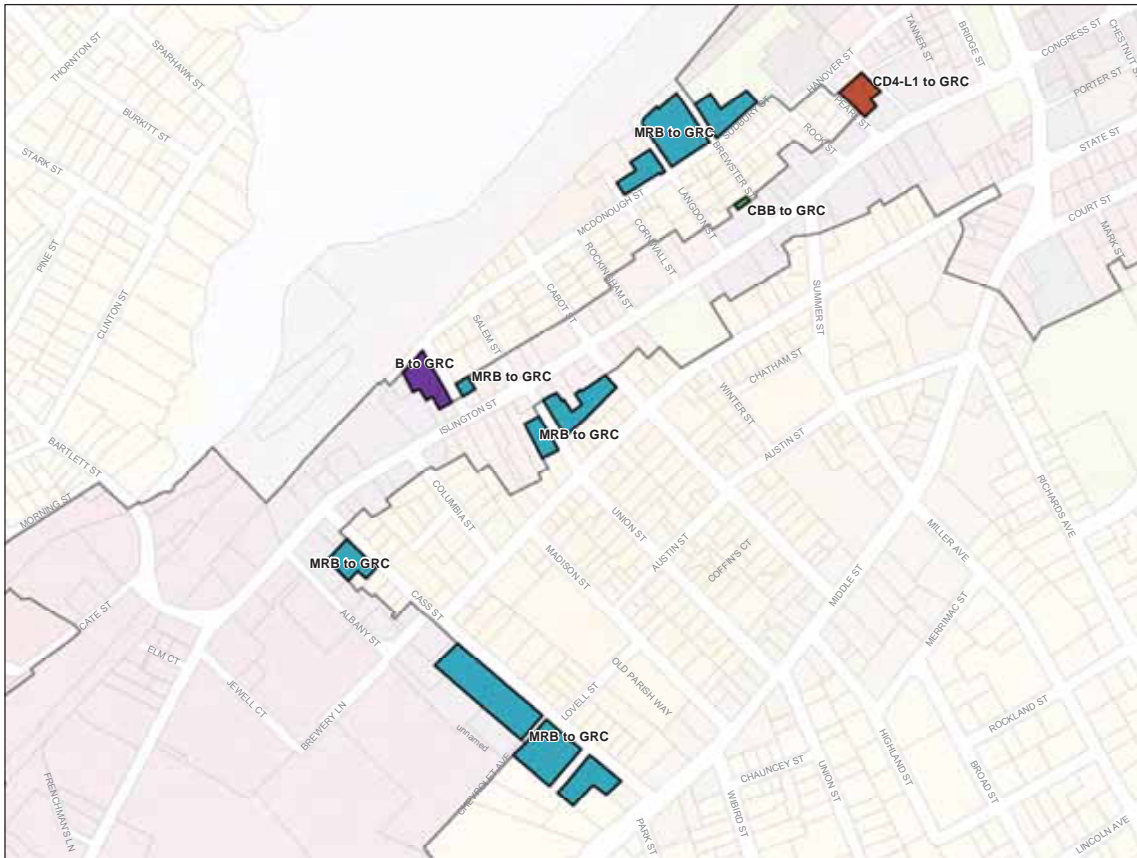 THORNTON ST
SPARHAWK ST
BURKITT ST
STARK ST
PINE ST
CLINTON ST
BARTLETT ST
MORNING ST
TANNER ST
BRIDGE ST
CONGRESS ST
CHESTNUT ST
HANOVER ST
PORTER ST
CD4-L1 to GRC
PEARL ST
STATE ST
SUDBURY ST
MRB to GRC
ROCK ST
BREWSTER ST
MCDONOUGH ST
LANGDON ST
CBB to GRC
COURT ST
MARK ST
CORNWALL ST
ROCKINGHAM ST
CABOT ST
SUMMER ST
SALEM ST
B to GRC
MRB to GRC
CHATHAM ST
ISLINGTON ST
WINTER ST
MRB to GRC
AUSTIN ST
RICHARDS AVE
COLUMBIA ST
UNION ST
MILLER AVE
AUSTIN ST
COFFIN'S CT
MADISON ST
MIDDLE ST
MRB to GRC
CASS ST
MERRIMAC ST
CATE ST
ALBANY ST
ELM CT
JEWELL CT
BREWERY LN
OLD PARISH WAY
LOVELL ST
unnamed
MRB to GRC
ROCKLAND ST
HIGHLAND ST
CHEVROLET AVE
CHAUNCEY ST
UNION ST
BROAD ST
WIBIRD ST
PARK ST
FRENCHMAN'S LN
LINCOLN AVE